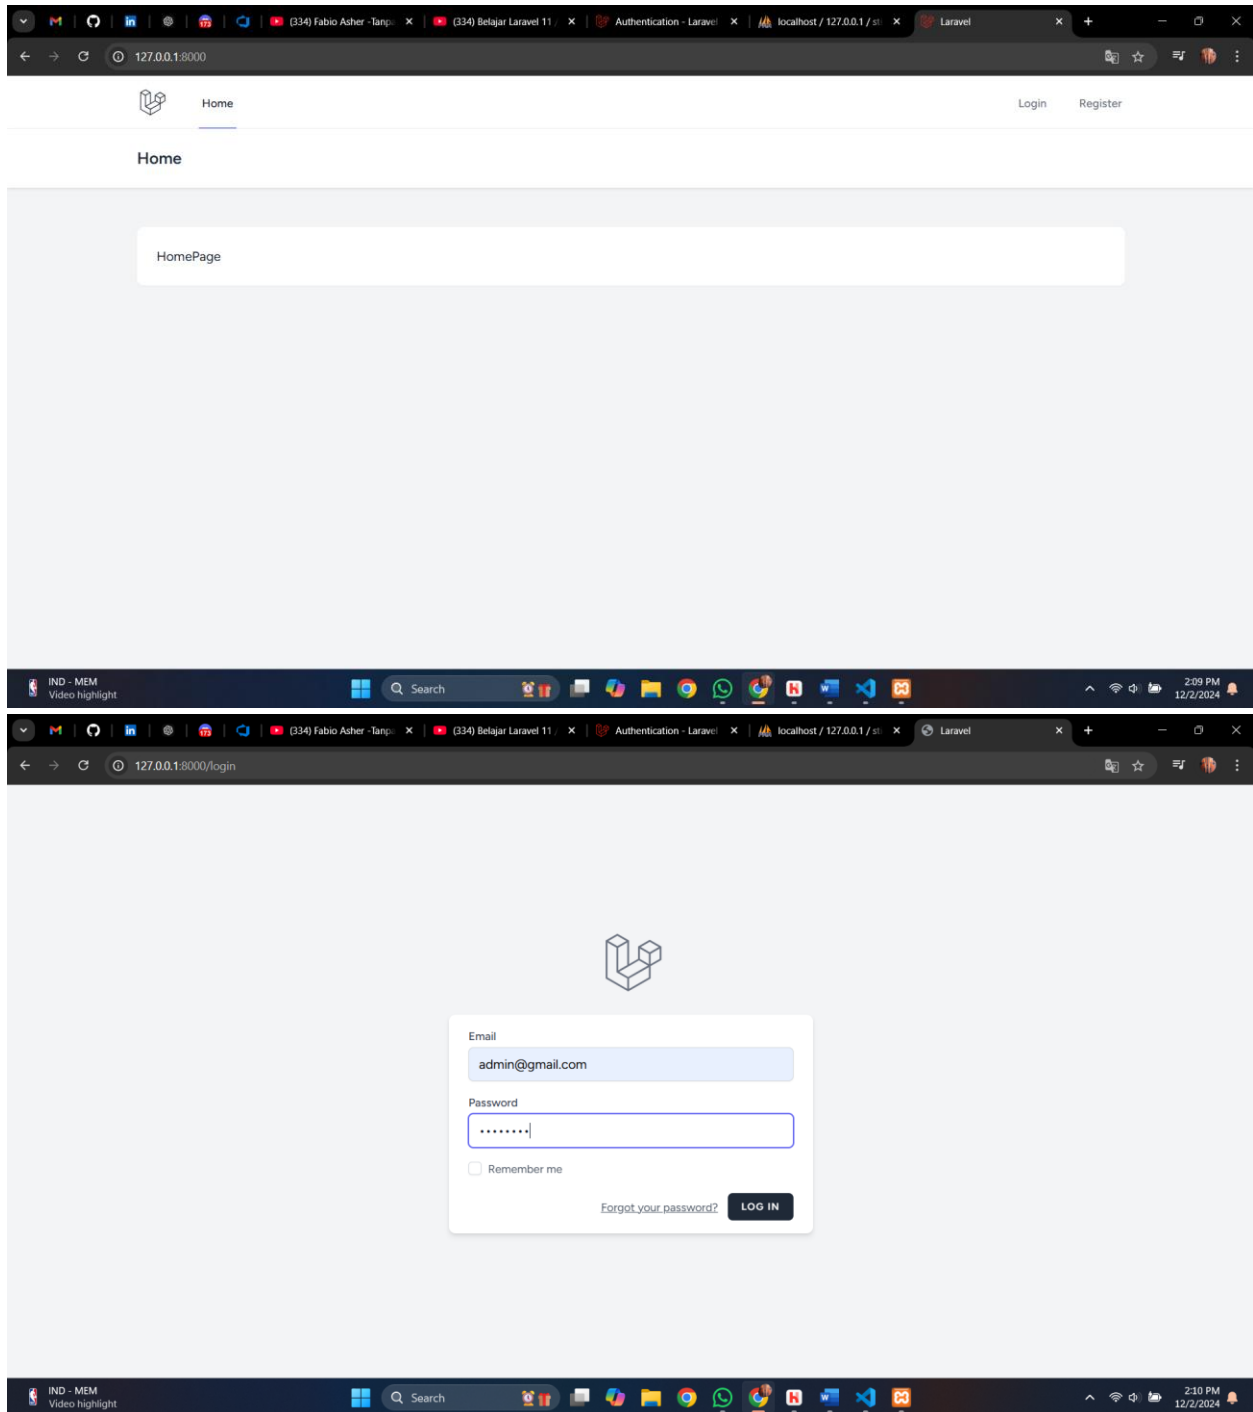 (334) Fabio Asher -Tanp
(334) Belajar Laravel 11 /
Authentication - Laravel
localhost / 127.0.0.1 / st
Laravel
127.0.0.1:8000
Home
Login
Register
Home
HomePage
IND - MEM
Video highlight
Search
2:09 PM
12/2/2024
(334) Fabio Asher -Tanp
(334) Belajar Laravel 11 /
Authentication - Laravel
localhost / 127.0.0.1 / st
Laravel
127.0.0.1:8000/login
Email
admin@gmail.com
Password
Remember me
Forgot your password?
LOG IN
IND - MEM
Video highlight
Search
2:10 PM
12/2/2024